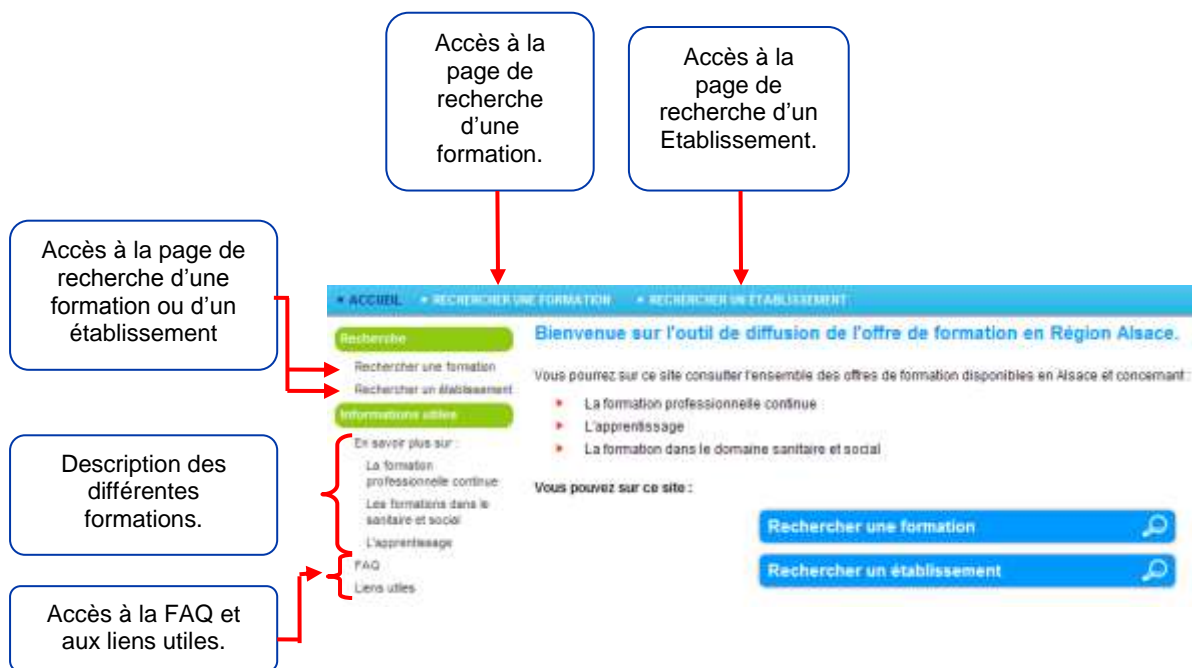 Accès à la
page de
recherche
d'une
formation.
Accès à la
page de
recherche d'un
Etablissement.
Accès à la page de
recherche d'une
formation ou d'un
établissement
Description des
différentes
formations.
Accès à la FAQ et
aux liens utiles.
ACCUEIL RECHERCHER UNE FORMATION RECHERCHER UN ETABLISSEMENT
Recherche
Rechercher une formation
Rechercher un établissement
Informations utiles
En savoir plus sur :
La formation
professionnelle continue
Les formations dans le
sanitaire et social
L'apprentissage
FAQ
Liens utiles
Bienvenue sur l'outil de diffusion de l'offre de formation en Région Alsace.
Vous pourrez sur ce site consulter l'ensemble des offres de formation disponibles en Alsace et concernant :
La formation professionnelle continue
L'apprentissage
La formation dans le domaine sanitaire et social
Vous pouvez sur ce site :
Rechercher une formation
Rechercher un établissement